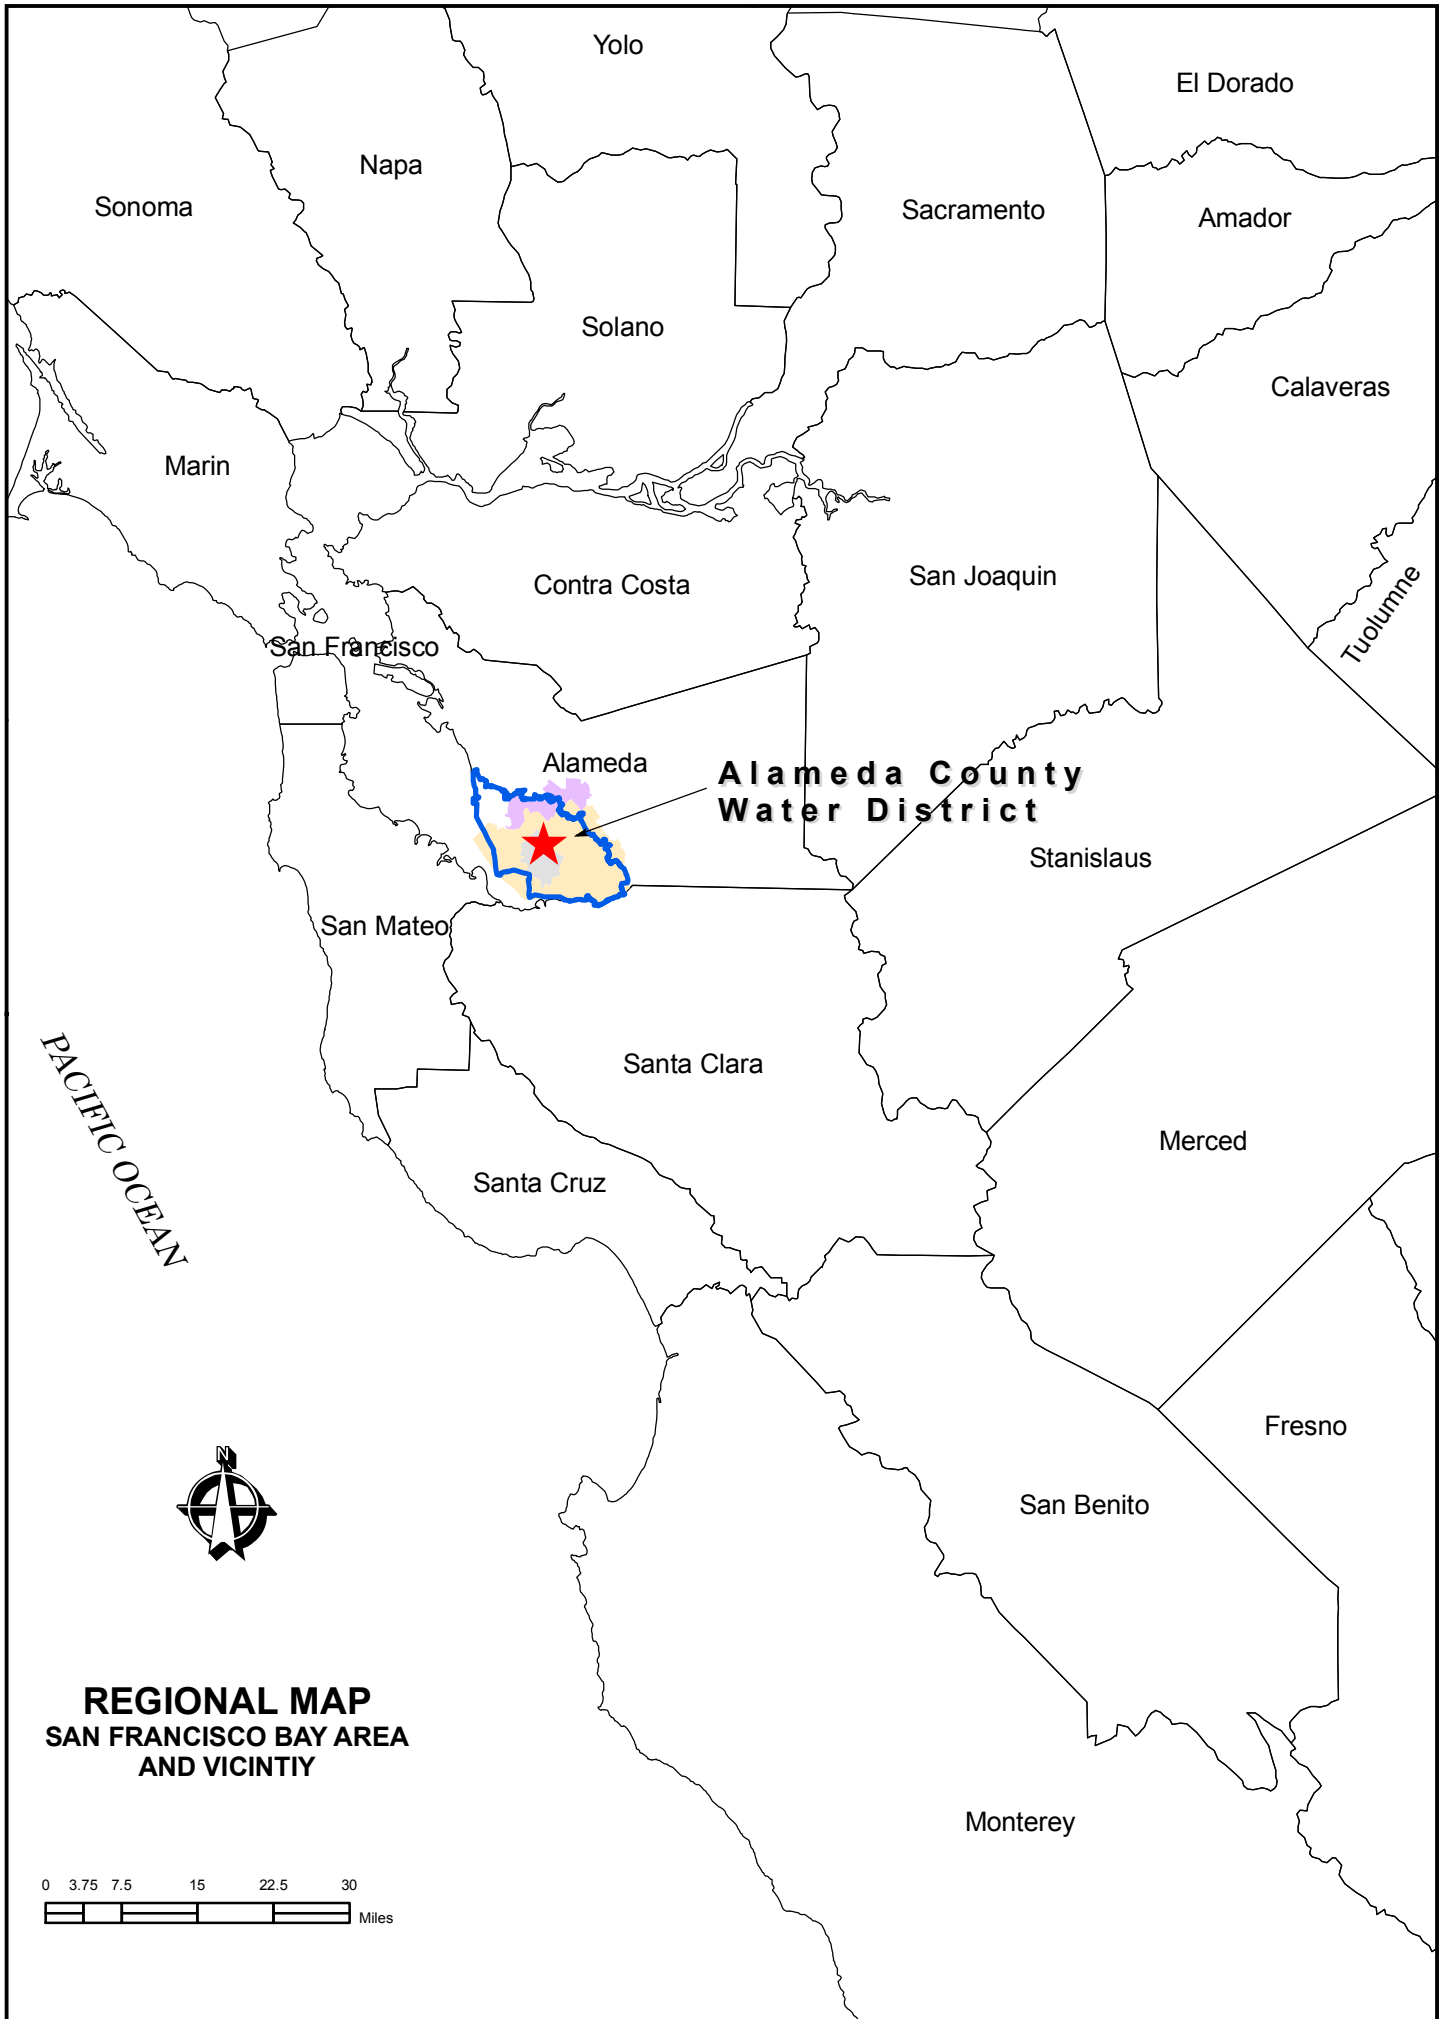 Yolo
El Dorado
Napa
Sonoma
Sacramento
Amador
Solano
Calaveras
Marin
Contra Costa
San Joaquin
Tuolumne
San Francisco
Alameda
Alameda County
Water District
Stanislaus
San Mateo
PACIFIC OCEAN
Santa Clara
Merced
Santa Cruz
Fresno
N
San Benito
REGIONAL MAP
SAN FRANCISCO BAY AREA
AND VICINTIY
Monterey
0 3.75 7.5 15 22.5 30
Miles